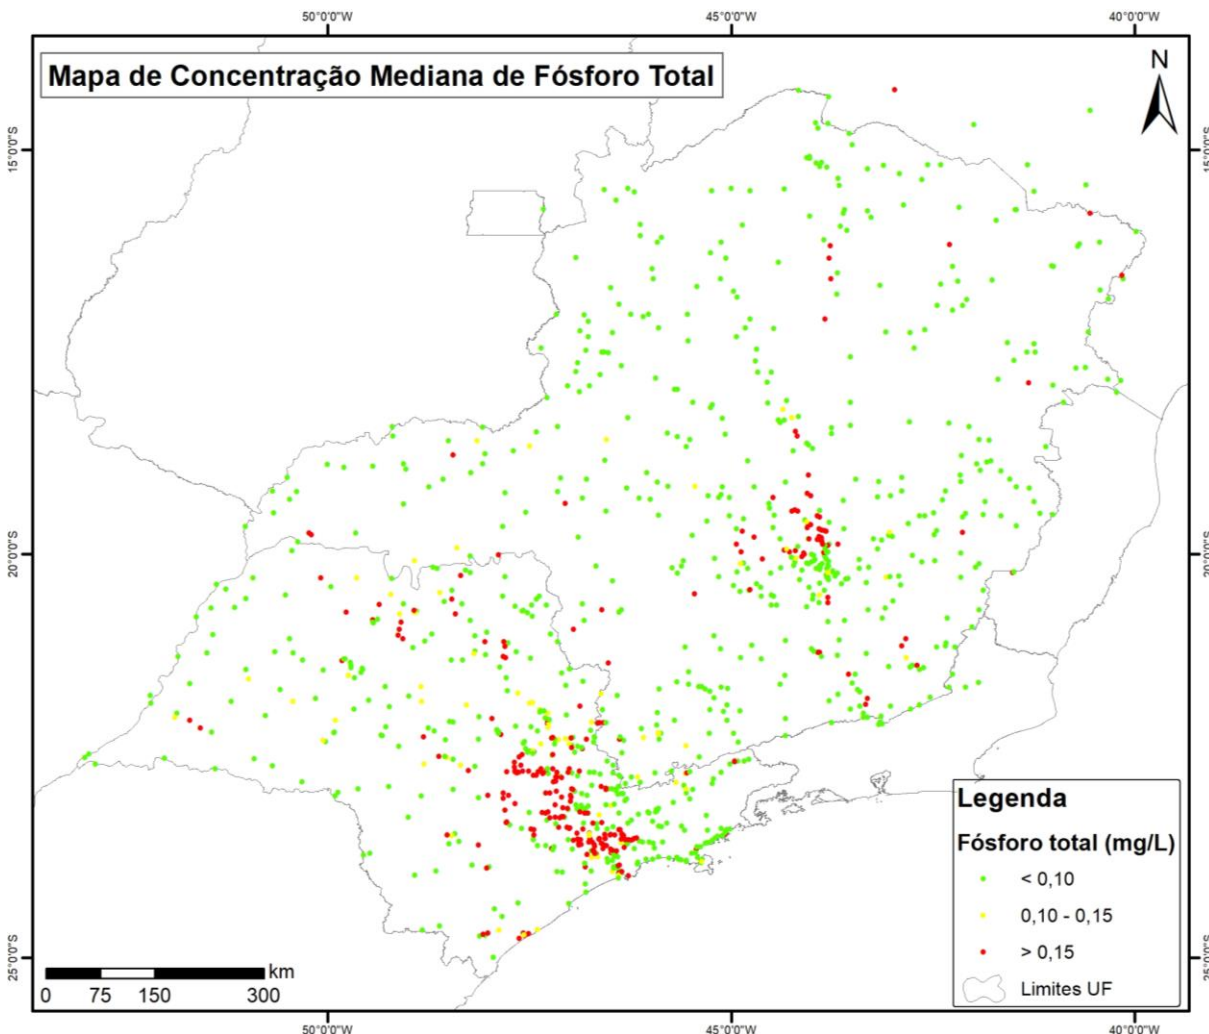 50°0'0"W
45°0'0"W
40°0'0"W
Mapa de Concentração Mediana de Fósforo Total
N
15°0'0"S
15°0'0"S
20°0'0"S
20°0'0"S
Legenda
Fósforo total (mg/L)
< 0,10
0,10 - 0,15
> 0,15
Limites UF
25°0'0"S
25°0'0"S
km
0 75 150 300
50°0'0"W
45°0'0"W
40°0'0"W